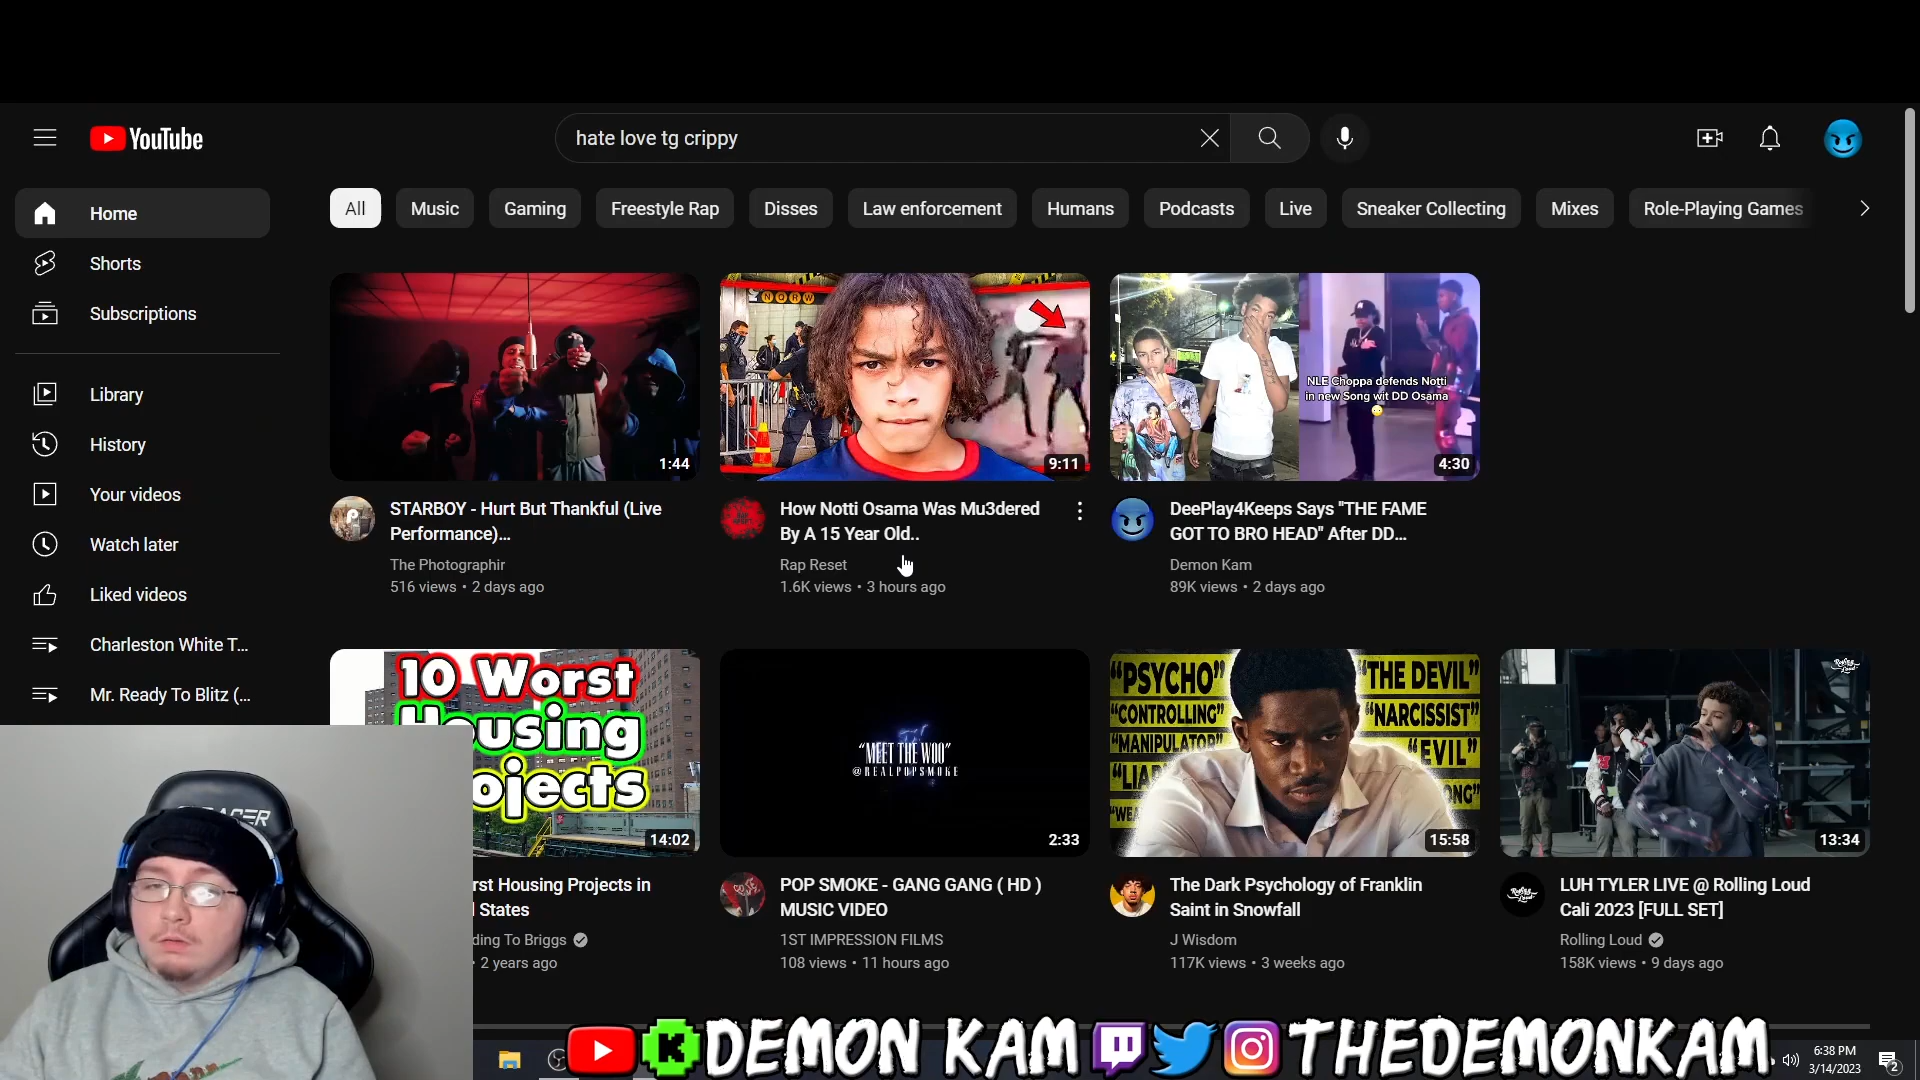 YouTube
hate love tg crippy
Home
Shorts
Subscriptions
Library
History
Your videos
Watch later
Liked videos
Charleston White T...
Mr. Ready To Blitz (...
All
Music
Gaming
Freestyle Rap
Disses
Law enforcement
Humans
Podcasts
Live
Sneaker Collecting
Mixes
Role-Playing Games
1:44
STARBOY - Hurt But Thankful (Live
Performance)...
The Photographir
516 views • 2 days ago
9:11
How Notti Osama Was Mu3dered
By A 15 Year Old..
Rap Reset
1.6K views • 3 hours ago
NLE Choppa defends Notti
in new Song wit DD Osama
4:30
DeePlay4Keeps Says "THE FAME
GOT TO BRO HEAD" After DD...
Demon Kam
89K views • 2 days ago
10 Worst
Housing
ojects
14:02
rst Housing Projects in
States
ding To Briggs
• 2 years ago
"MEET THE WOO"
@REALPOPSMOKE
2:33
POP SMOKE - GANG GANG ( HD )
MUSIC VIDEO
1ST IMPRESSION FILMS
108 views • 11 hours ago
"PSYCHO"
"CONTROLLING"
"MANIPULATOR"
"THE DEVIL"
"NARCISSIST"
"EVIL"
15:58
The Dark Psychology of Franklin
Saint in Snowfall
J Wisdom
117K views • 3 weeks ago
Rolling
Loud
13:34
LUH TYLER LIVE @ Rolling Loud
Cali 2023 [FULL SET]
Rolling Loud
158K views • 9 days ago
DEMON KAM
THEDEMONKAM
6:38 PM
3/14/2023
2